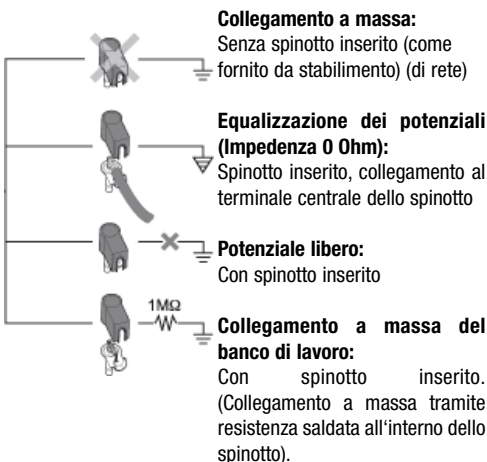 Collegamento a massa:
Senza spinotto inserito (come
fornito da stabilimento) (di rete)
Equalizzazione dei potenziali
(Impedenza 0 Ohm):
Spinotto inserito, collegamento al
terminale centrale dello spinotto
Potenziale libero:
Con spinotto inserito
1MΩ
Collegamento a massa del
banco di lavoro:
Con spinotto inserito.
(Collegamento a massa tramite
resistenza saldata all‘interno dello
spinotto).